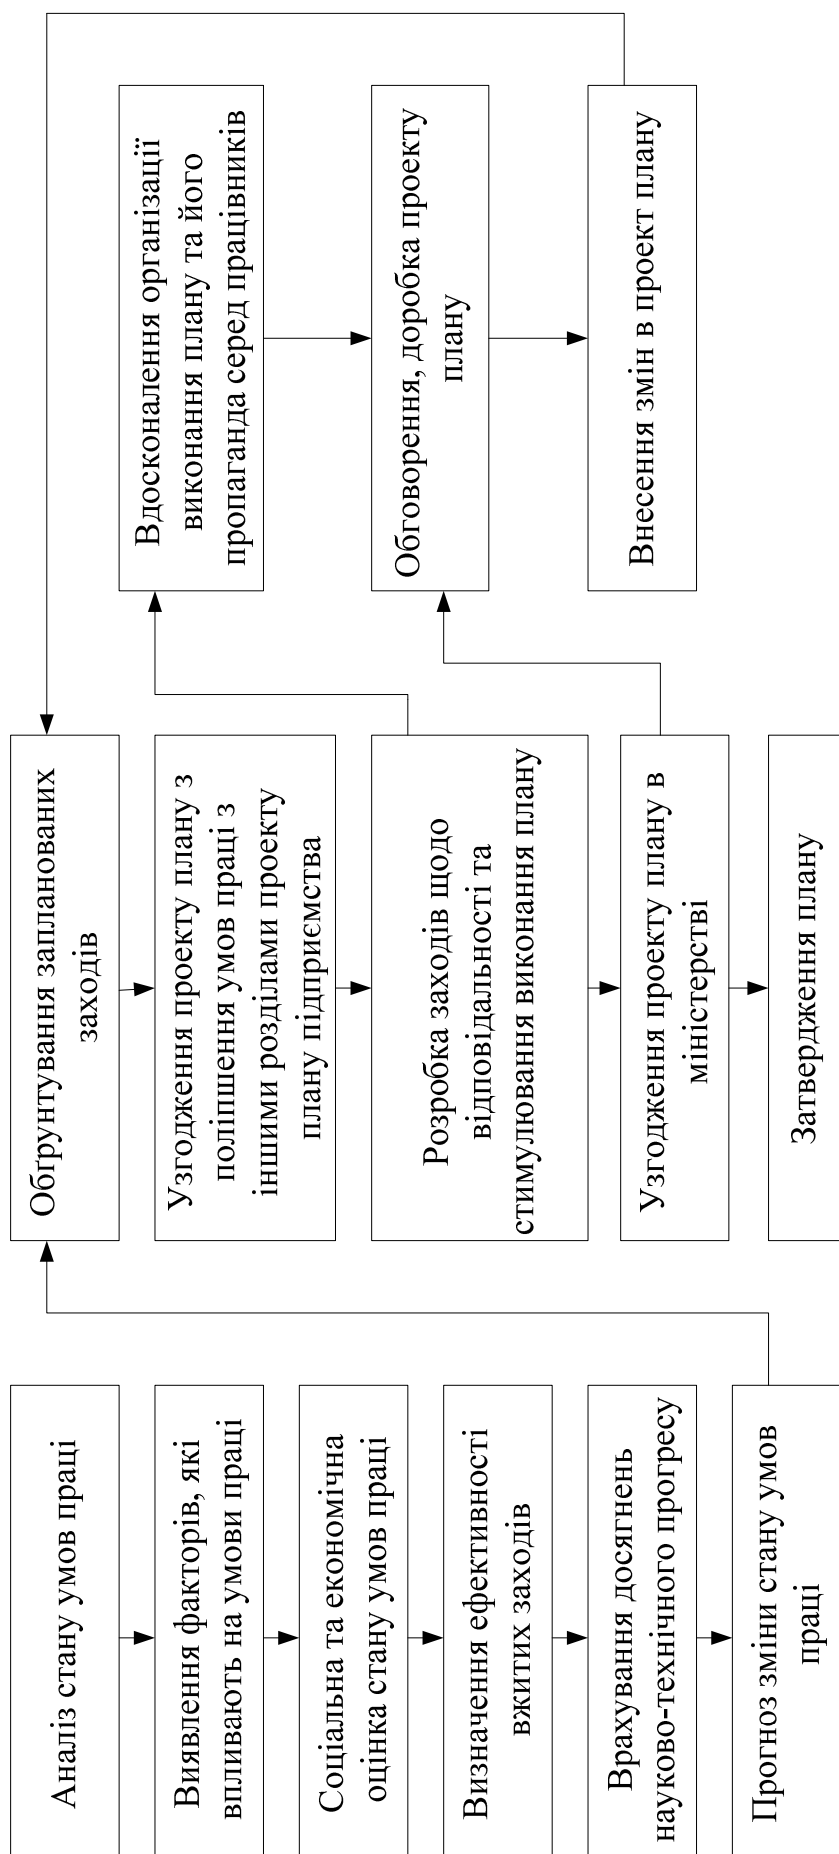 Аналіз стану умов праці
Виявлення факторів, які
впливають на умови праці
Соціальна та економічна
оцінка стану умов праці
Визначення ефективності
вжитих заходів
Врахування досягнень
науково-технічного прогресу
Прогноз зміни стану умов
праці
Обґрунтування запланованих
заходів
Узгодження проекту плану з
поліпшення умов праці з
іншими розділами проекту
плану підприємства
Розробка заходів щодо
відповідальності та
стимулювання виконання плану
Узгодження проекту плану в
міністерстві
Затвердження плану
Вдосконалення організації
виконання плану та його
пропаганда серед працівників
Обговорення, доробка проекту
плану
Внесення змін в проект плану